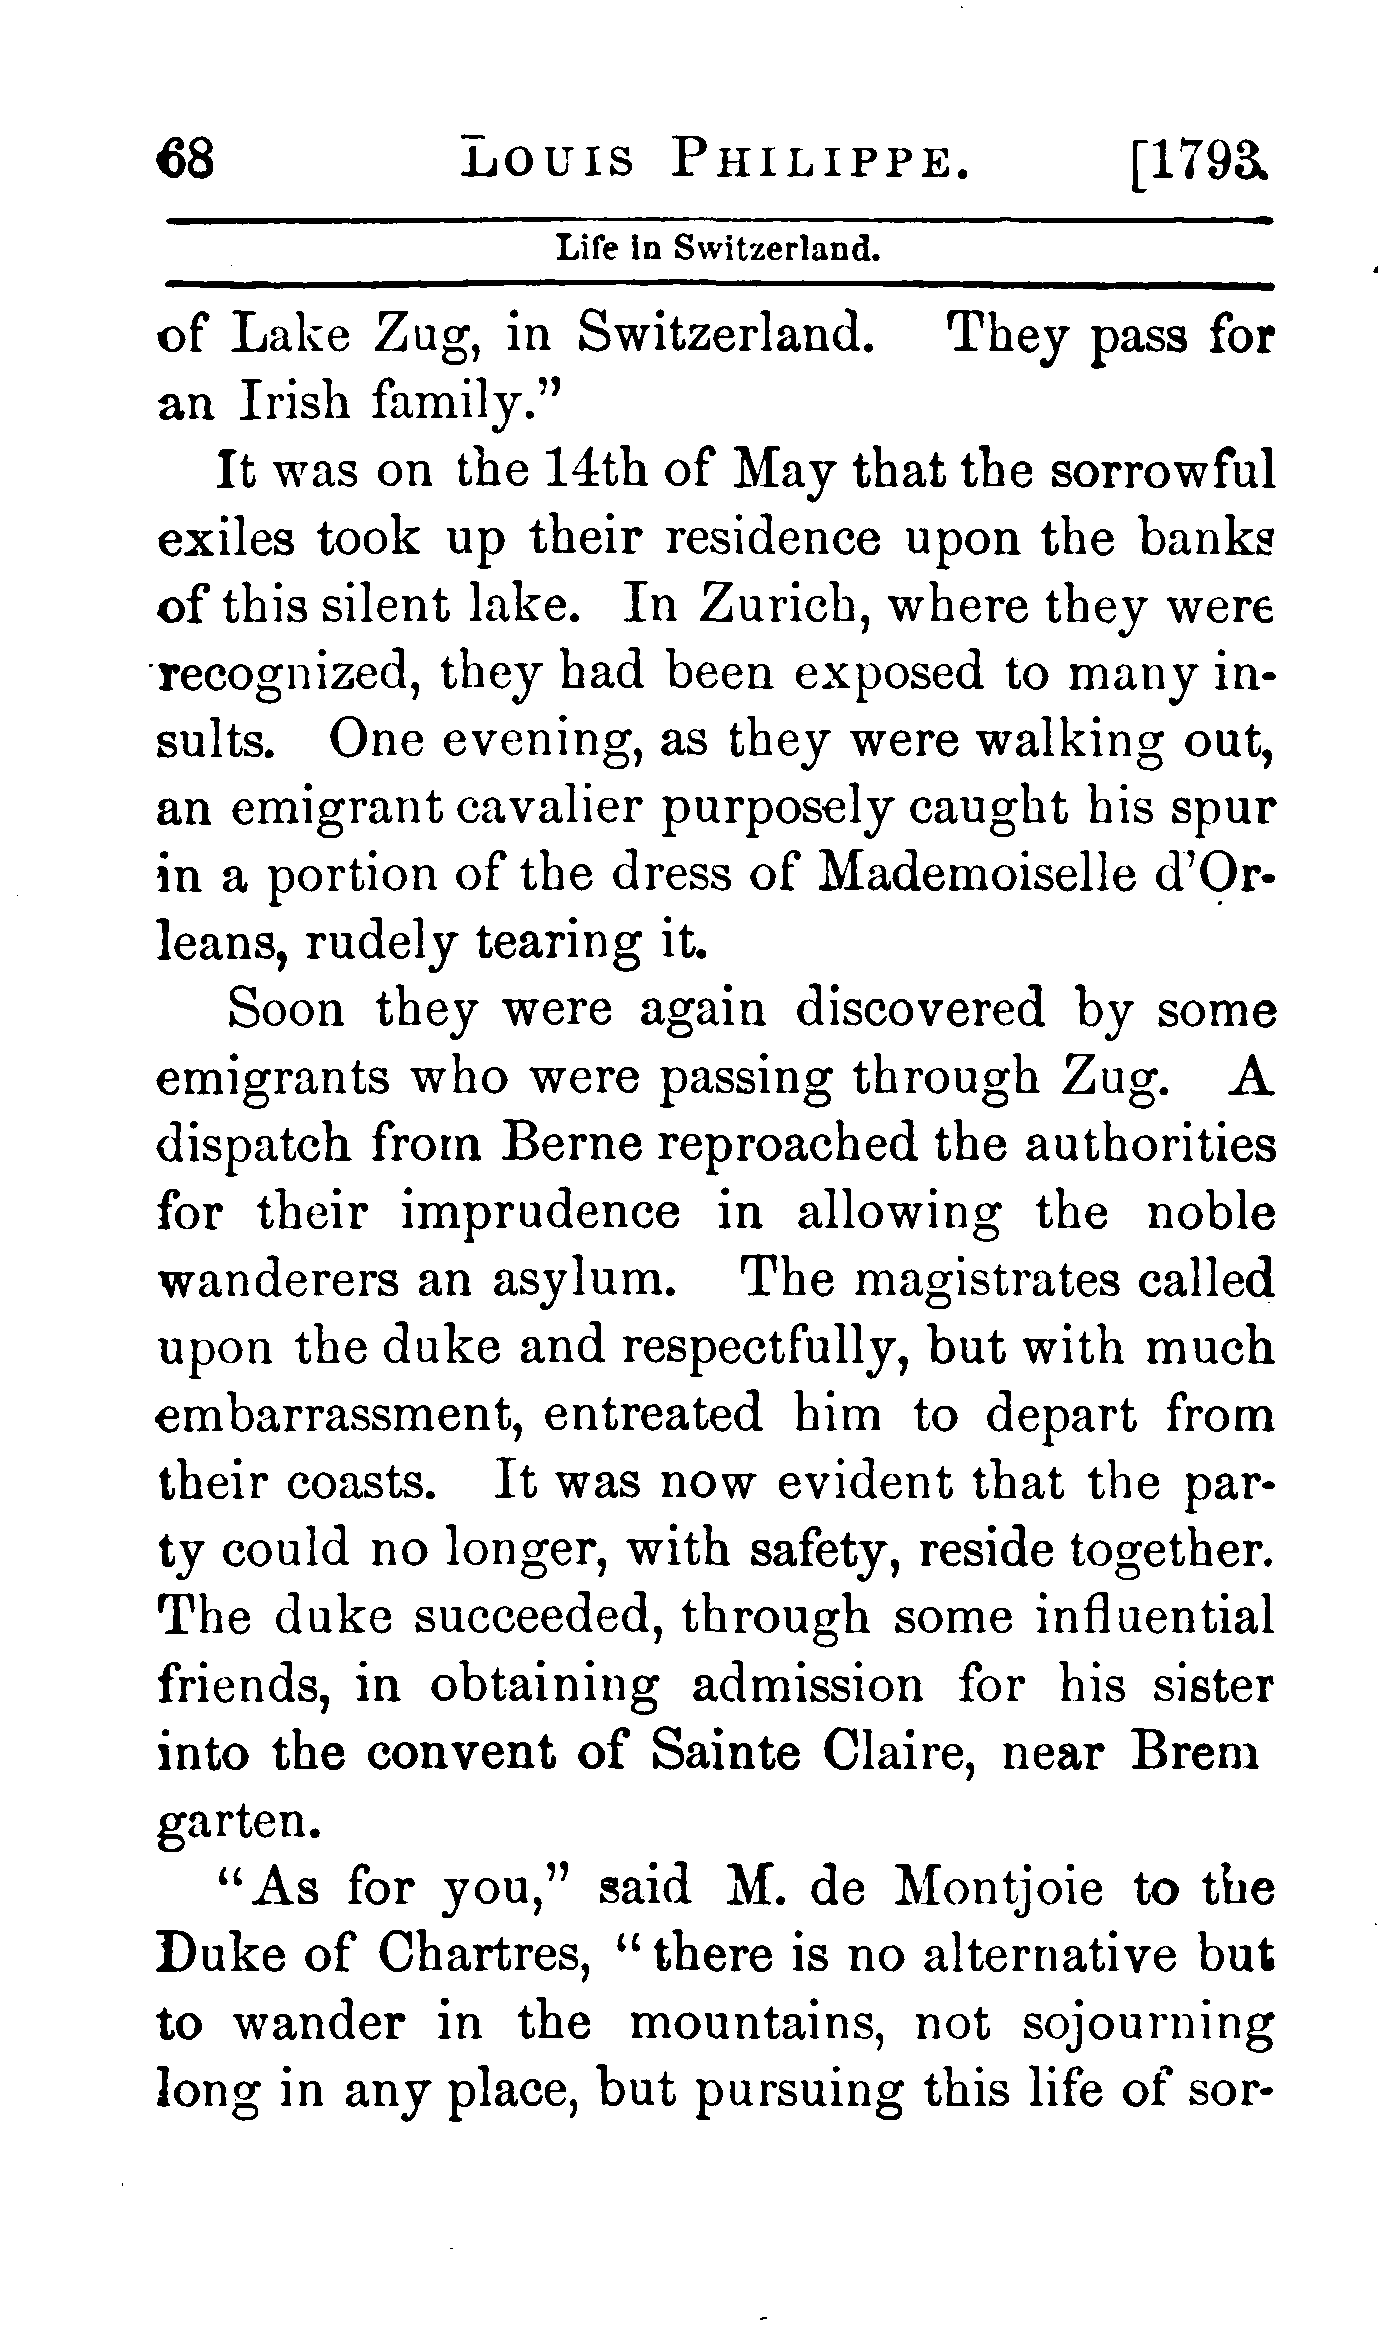 68 LOUIS PHILIPPE. [1793.
Life in Switzerland.
of Lake Zug, in Switzerland. They pass for
an Irish family.”
It was on the 14th of May that the sorrowful
exiles took up their residence upon the banks
of this silent lake. In Zurich, where they were
recognized, they had been exposed to many in-
sults. One evening, as they were walking out,
an emigrant cavalier purposely caught his spur
in a portion of the dress of Mademoiselle d’Or-
leans, rudely tearing it.
Soon they were again discovered by some
emigrants who were passing through Zug. A
dispatch from Berne reproached the authorities
for their imprudence in allowing the noble
wanderers an asylum. The magistrates called
upon the duke and respectfully, but with much
embarrassment, entreated him to depart from
their coasts. It was now evident that the par-
ty could no longer, with safety, reside together.
The duke succeeded, through some influential
friends, in obtaining admission for his sister
into the convent of Sainte Claire, near Brem
garten.
“As for you,” said M. de Montjoie to the
Duke of Chartres, “there is no alternative but
to wander in the mountains, not sojourning
long in any place, but pursuing this life of sor-